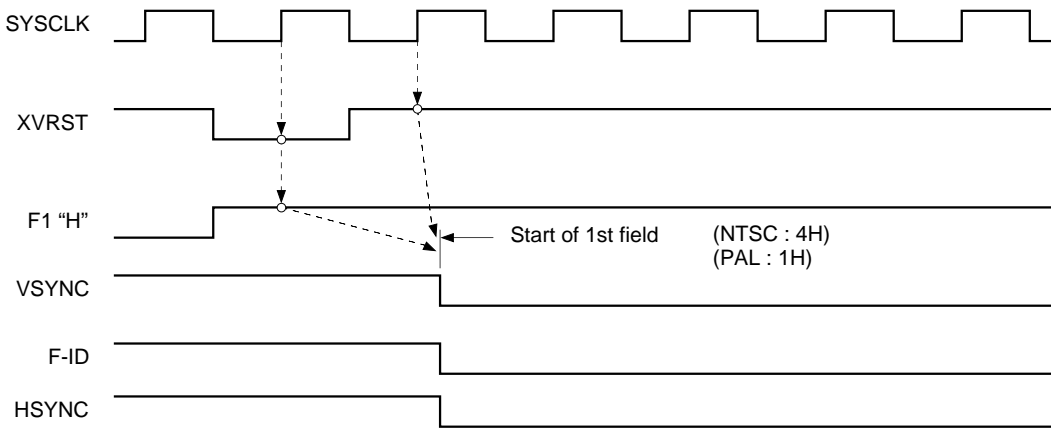 SYSCLK
XVRST
F1 “H”
Start of 1st field (NTSC : 4H)
(PAL : 1H)
VSYNC
F-ID
HSYNC